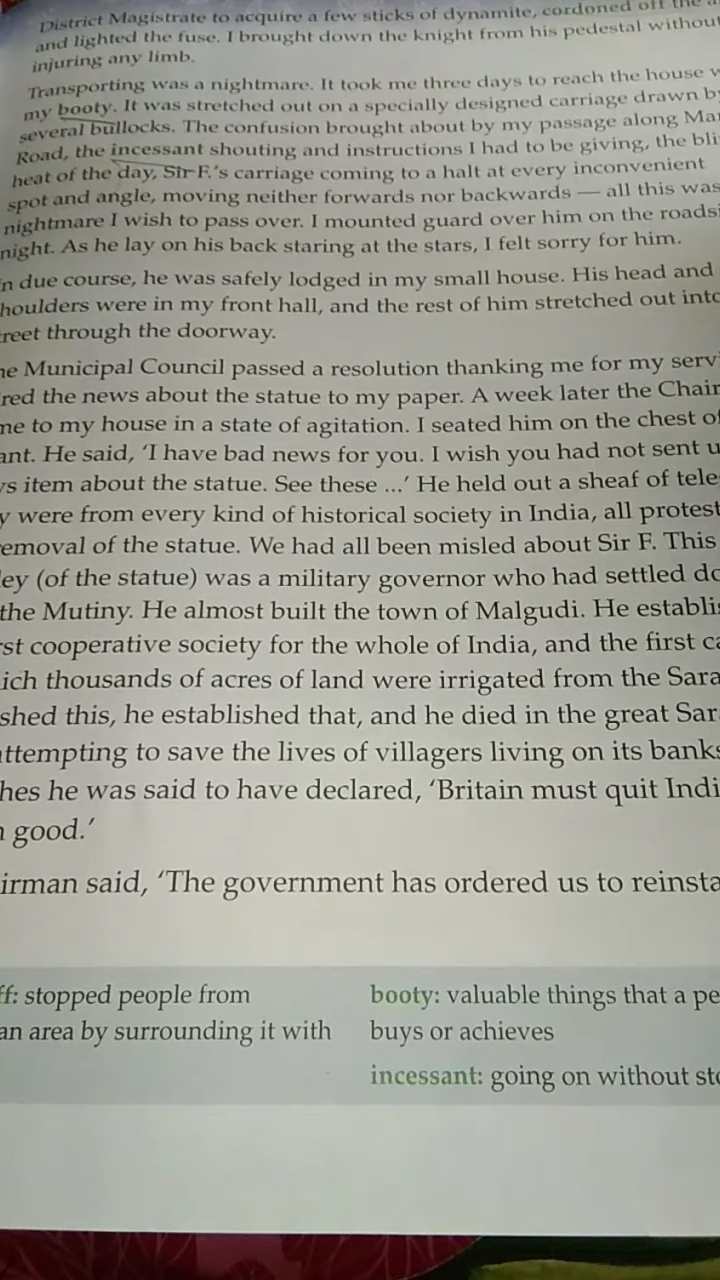 District Magistrate to acquire a few sticks of dynamite, cordoned off the
and lighted the fuse. I brought down the knight from his pedestal without
injuring any limb.
Transporting was a nightmare. It took me three days to reach the house
my booty. It was stretched out on a specially designed carriage drawn by
several bullocks. The confusion brought about by my passage along
Road, the incessant shouting and instructions I had to be giving, the
heat of the day, Sir F.'s carriage coming to a halt at every inconvenient
spot and angle, moving neither forwards nor backwards — all this was
nightmare I wish to pass over. I mounted guard over him on the
night. As he lay on his back staring at the stars, I felt sorry for him.
n due course, he was safely lodged in my small house. His head and
houlders were in my front hall, and the rest of him stretched out into
reet through the doorway.
he Municipal Council passed a resolution thanking me for my servi
red the news about the statue to my paper. A week later the Chair
me to my house in a state of agitation. I seated him on the chest of
ant. He said, 'I have bad news for you. I wish you had not sent u
ws item about the statue. See these ...' He held out a sheaf of tele
y were from every kind of historical society in India, all protest
emoval of the statue. We had all been misled about Sir F. This
ley (of the statue) was a military governor who had settled do
the Mutiny. He almost built the town of Malgudi. He establis
rst cooperative society for the whole of India, and the first ca
ich thousands of acres of land were irrigated from the Sara
shed this, he established that, and he died in the great Sar
attempting to save the lives of villagers living on its banks
hes he was said to have declared, 'Britain must quit Indi
n good.'
irman said, 'The government has ordered us to reinsta
ff: stopped people from
an area by surrounding it with
booty: valuable things that a pe
buys or achieves
incessant: going on without sto